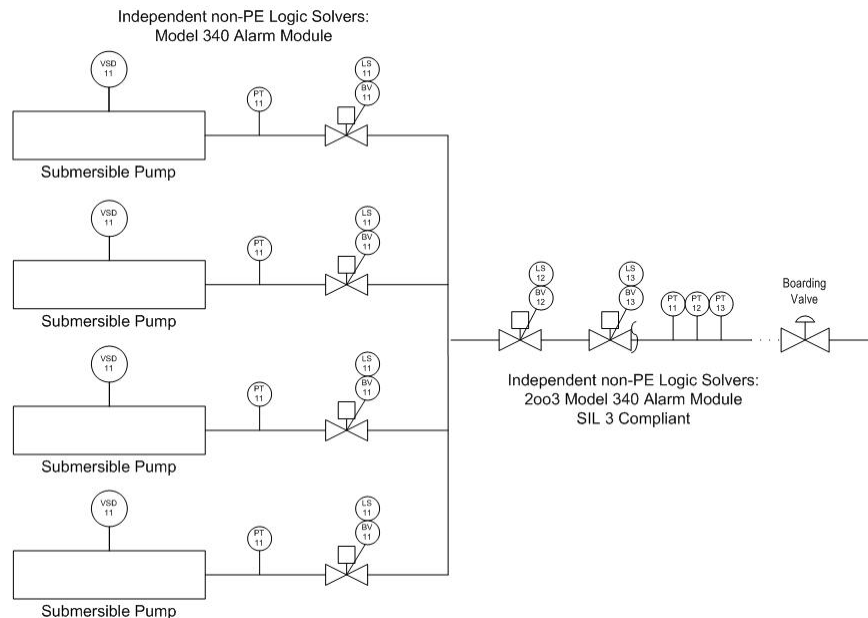 Independent non-PE Logic Solvers:
Model 340 Alarm Module
VSD
11
PT
11
LS
11
BV
11
Submersible Pump
VSD
11
PT
11
LS
11
BV
11
Submersible Pump
LS
12
BV
12
LS
13
BV
13
PT
11
PT
12
PT
13
Boarding
Valve
Independent non-PE Logic Solvers:
2oo3 Model 340 Alarm Module
SIL 3 Compliant
VSD
11
PT
11
LS
11
BV
11
Submersible Pump
VSD
11
PT
11
LS
11
BV
11
Submersible Pump